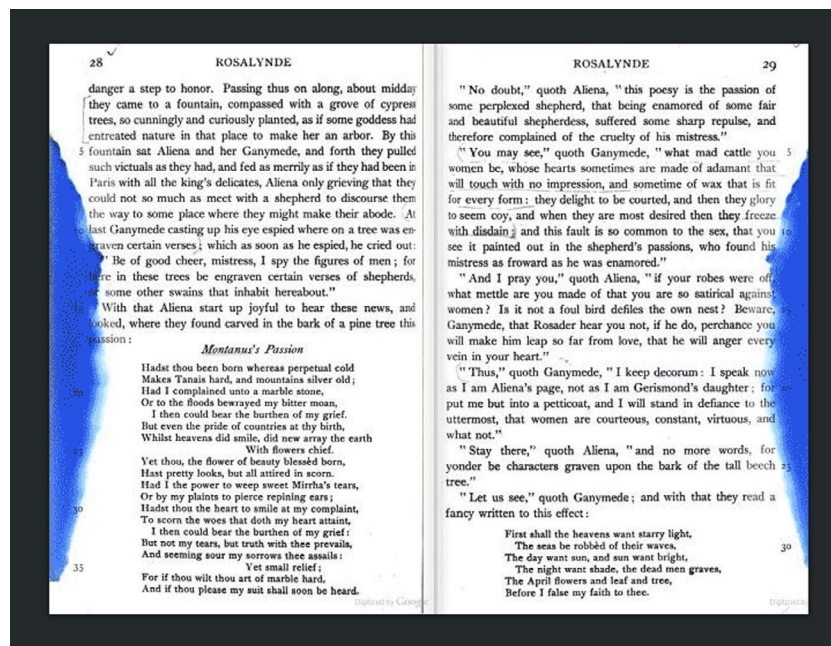 28 ROSALYNDE
danger a step to honor. Passing thus on along, about midday
they came to a fountain, compassed with a grove of cypress
trees, so cunningly and curiously planted, as if some goddess had
entreated nature in that place to make her an arbor. By this
5 fountain sat Aliena and her Ganymede, and forth they pulled
such victuals as they had, and fed as merrily as if they had been in
Paris with all the king's delicates, Aliena only grieving that they
could not so much as meet with a shepherd to discourse them
the way to some place where they might make their abode. At
10 last Ganymede casting up his eye espied where on a tree was en-
graven certain verses; which as soon as he espied, he cried out:
" Be of good cheer, mistress, I spy the figures of men; for
here in these trees be engraven certain verses of shepherds,
or some other swains that inhabit hereabout."
With that Aliena start up joyful to hear these news, and
looked, where they found carved in the bark of a pine tree this
passion:
Montanus's Passion
Hadst thou been born whereas perpetual cold
Makes Tanais hard, and mountains silver old;
Had I complained unto a marble stone,
Or to the floods bewrayed my bitter moan,
I then could bear the burthen of my grief.
But even the pride of countries at thy birth,
Whilst heavens did smile, did new array the earth
With flowers chief.
Yet thou, the flower of beauty blessèd born,
Hast pretty looks, but all attired in scorn.
Had I the power to weep sweet Mirrha's tears,
Or by my plaints to pierce repining ears;
30 Hadst thou the heart to smile at my complaint,
To scorn the woes that doth my heart attaint,
I then could bear the burthen of my grief:
But not my tears, but truth with thee prevails,
And seeming sour my sorrows thee assails:
35 Yet small relief;
For if thou wilt thou art of marble hard,
And if thou please my suit shall soon be heard.
Digitized by Google
ROSALYNDE 29
" No doubt," quoth Aliena, " this poesy is the passion of
some perplexed shepherd, that being enamored of some fair
and beautiful shepherdess, suffered some sharp repulse, and
therefore complained of the cruelty of his mistress."
" You may see," quoth Ganymede, " what mad cattle you 5
women be, whose hearts sometimes are made of adamant that
will touch with no impression, and sometime of wax that is fit
for every form: they delight to be courted, and then they glory
to seem coy, and when they are most desired then they freeze
with disdain; and this fault is so common to the sex, that you 10
see it painted out in the shepherd's passions, who found his
mistress as froward as he was enamored."
" And I pray you," quoth Aliena, " if your robes were off,
what mettle are you made of that you are so satirical against
women? Is it not a foul bird defiles the own nest? Beware,
Ganymede, that Rosader hear you not, if he do, perchance you
will make him leap so far from love, that he will anger every
vein in your heart."
" Thus," quoth Ganymede, " I keep decorum: I speak now
as I am Aliena's page, not as I am Gerismond's daughter; for
put me but into a petticoat, and I will stand in defiance to the
uttermost, that women are courteous, constant, virtuous, and
what not."
" Stay there," quoth Aliena, " and no more words, for
yonder be characters graven upon the bark of the tall beech 25
tree."
" Let us see," quoth Ganymede; and with that they read a
fancy written to this effect:
First shall the heavens want starry light,
The seas be robbèd of their waves, 30
The day want sun, and sun want bright,
The night want shade, the dead men graves,
The April flowers and leaf and tree,
Before I false my faith to thee.
Digitized by